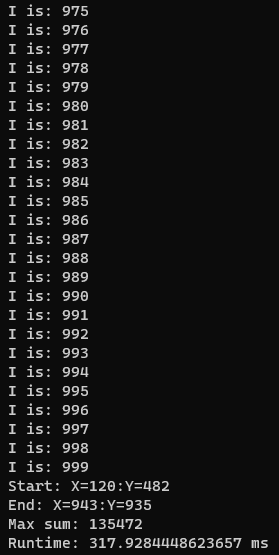 I is: 975
I is: 976
I is: 977
I is: 978
I is: 979
I is: 980
I is: 981
I is: 982
I is: 983
I is: 984
I is: 985
I is: 986
I is: 987
I is: 988
I is: 989
I is: 990
I is: 991
I is: 992
I is: 993
I is: 994
I is: 995
I is: 996
I is: 997
I is: 998
I is: 999
Start: X=120:Y=482
End: X=943:Y=935
Max sum: 135472
Runtime: 317.9284448623657 ms